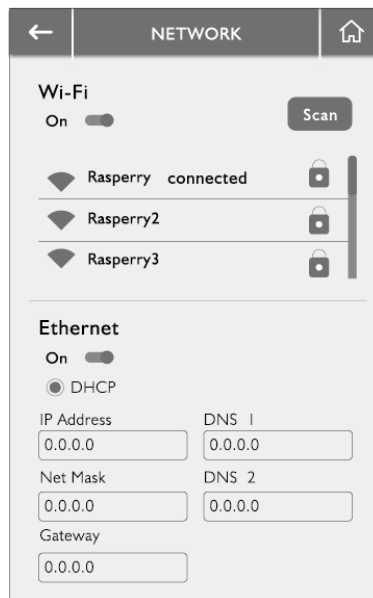 NETWORK
Wi-Fi
On
Scan
Rasperry connected
Rasperry2
Rasperry3
Ethernet
On
DHCP
IP Address DNS 1
0.0.0.0 0.0.0.0
Net Mask DNS 2
0.0.0.0 0.0.0.0
Gateway
0.0.0.0